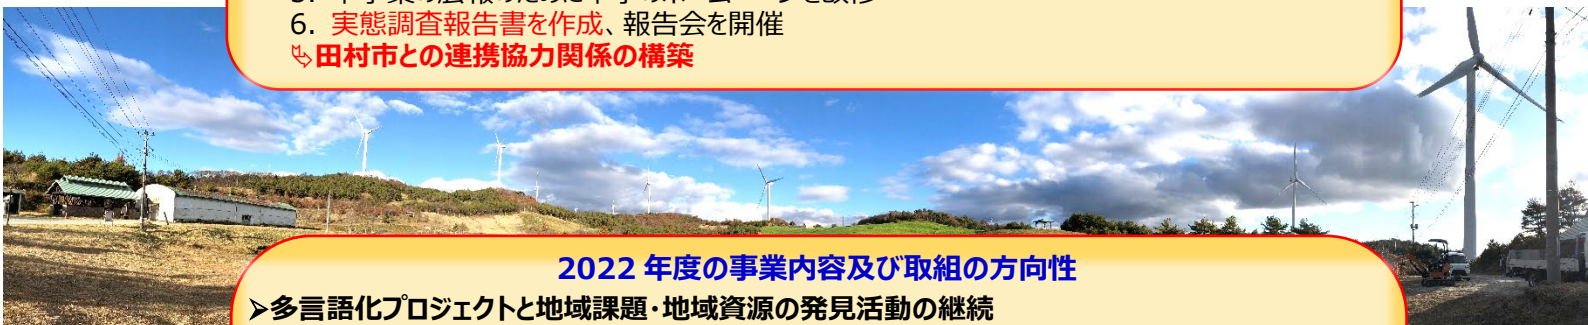 6. 実態調査報告書を作成、報告会を開催
↳田村市との連携協力関係の構築
2022 年度の事業内容及び取組の方向性
➢多言語化プロジェクトと地域課題・地域資源の発見活動の継続